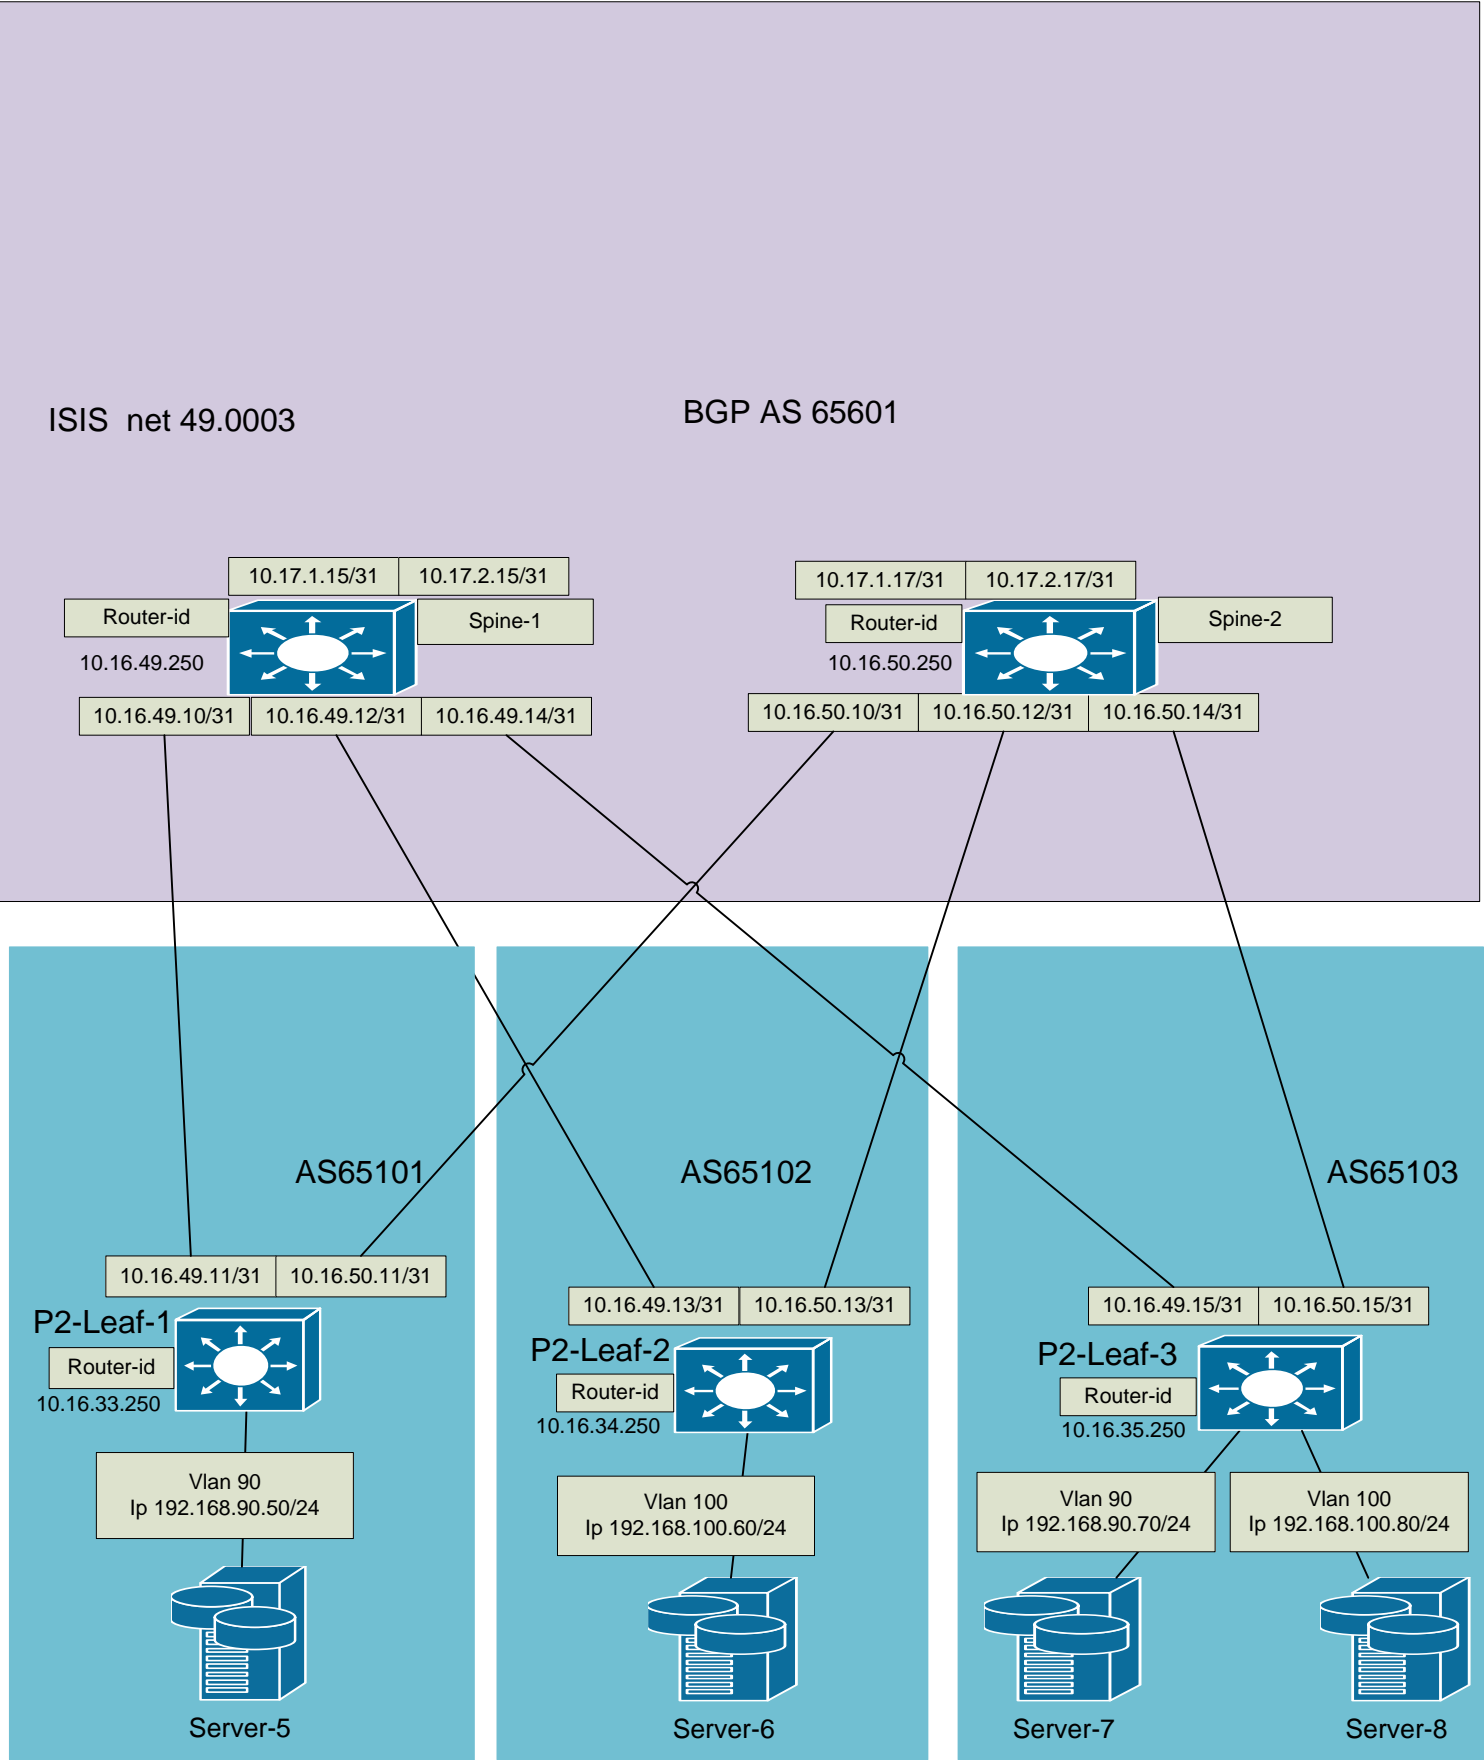 ISIS  net 49.0003
BGP AS 65601
10.17.1.15/31
10.17.2.15/31
Router-id
Spine-1
10.16.49.250
10.16.49.10/31
10.16.49.12/31
10.16.49.14/31
10.17.1.17/31
10.17.2.17/31
Router-id
Spine-2
10.16.50.250
10.16.50.10/31
10.16.50.12/31
10.16.50.14/31
AS65101
10.16.49.11/31
10.16.50.11/31
P2-Leaf-1
Router-id
10.16.33.250
Vlan 90
Ip 192.168.90.50/24
Server-5
AS65102
10.16.49.13/31
10.16.50.13/31
P2-Leaf-2
Router-id
10.16.34.250
Vlan 100
Ip 192.168.100.60/24
Server-6
AS65103
10.16.49.15/31
10.16.50.15/31
P2-Leaf-3
Router-id
10.16.35.250
Vlan 90
Ip 192.168.90.70/24
Vlan 100
Ip 192.168.100.80/24
Server-7
Server-8